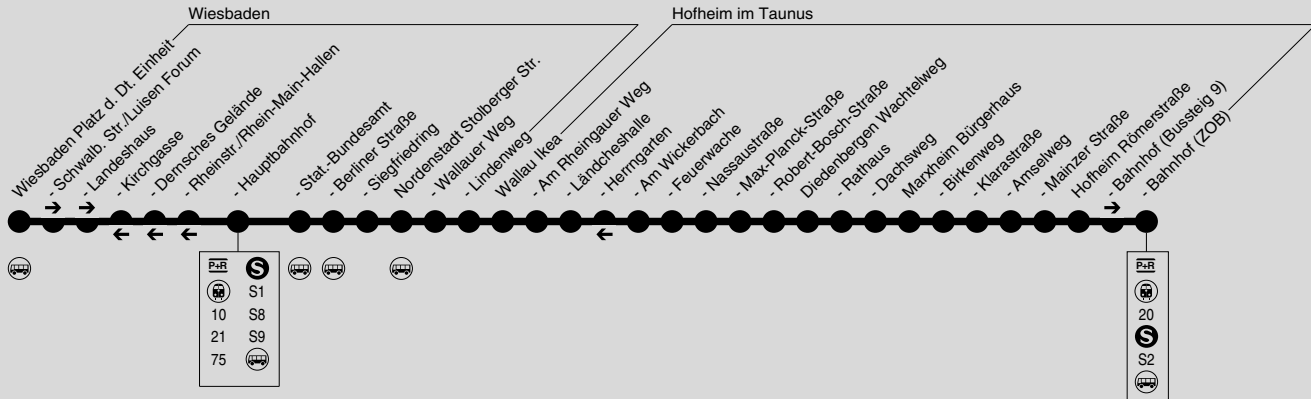 Wiesbaden
Hofheim im Taunus
Wiesbaden Platz d. Dt. Einheit
- Schwalb. Str./Luisen Forum
- Landeshaus
- Kirchgasse
- Dernsches Gelände
- Rheinstr./Rhein-Main-Hallen
- Hauptbahnhof
- Stat.-Bundesamt
- Berliner Straße
- Siegfriedring
Nordenstadt Stolberger Str.
- Wallauer Weg
- Lindenweg
Wallau Ikea
- Am Rheingauer Weg
- Ländcheshalle
- Herrngarten
- Am Wickerbach
- Feuerwache
- Nassaustraße
- Max-Planck-Straße
- Robert-Bosch-Straße
Diedenbergen Wachtelweg
- Rathaus
- Dachsweg
Marxheim Bürgerhaus
- Birkenweg
- Klarastraße
- Amselweg
- Mainzer Straße
Hofheim Römerstraße
- Bahnhof (Bussteig 9)
- Bahnhof (ZOB)
P+R S
S1
10 S8
21 S9
75
P+R
20
S
S2